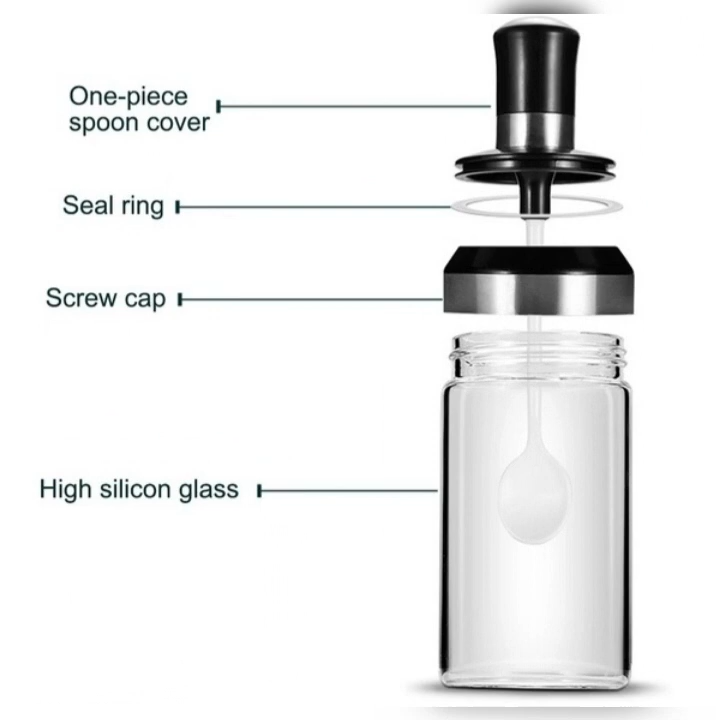 One-piece
spoon cover
Seal ring
Screw cap
High silicon glass